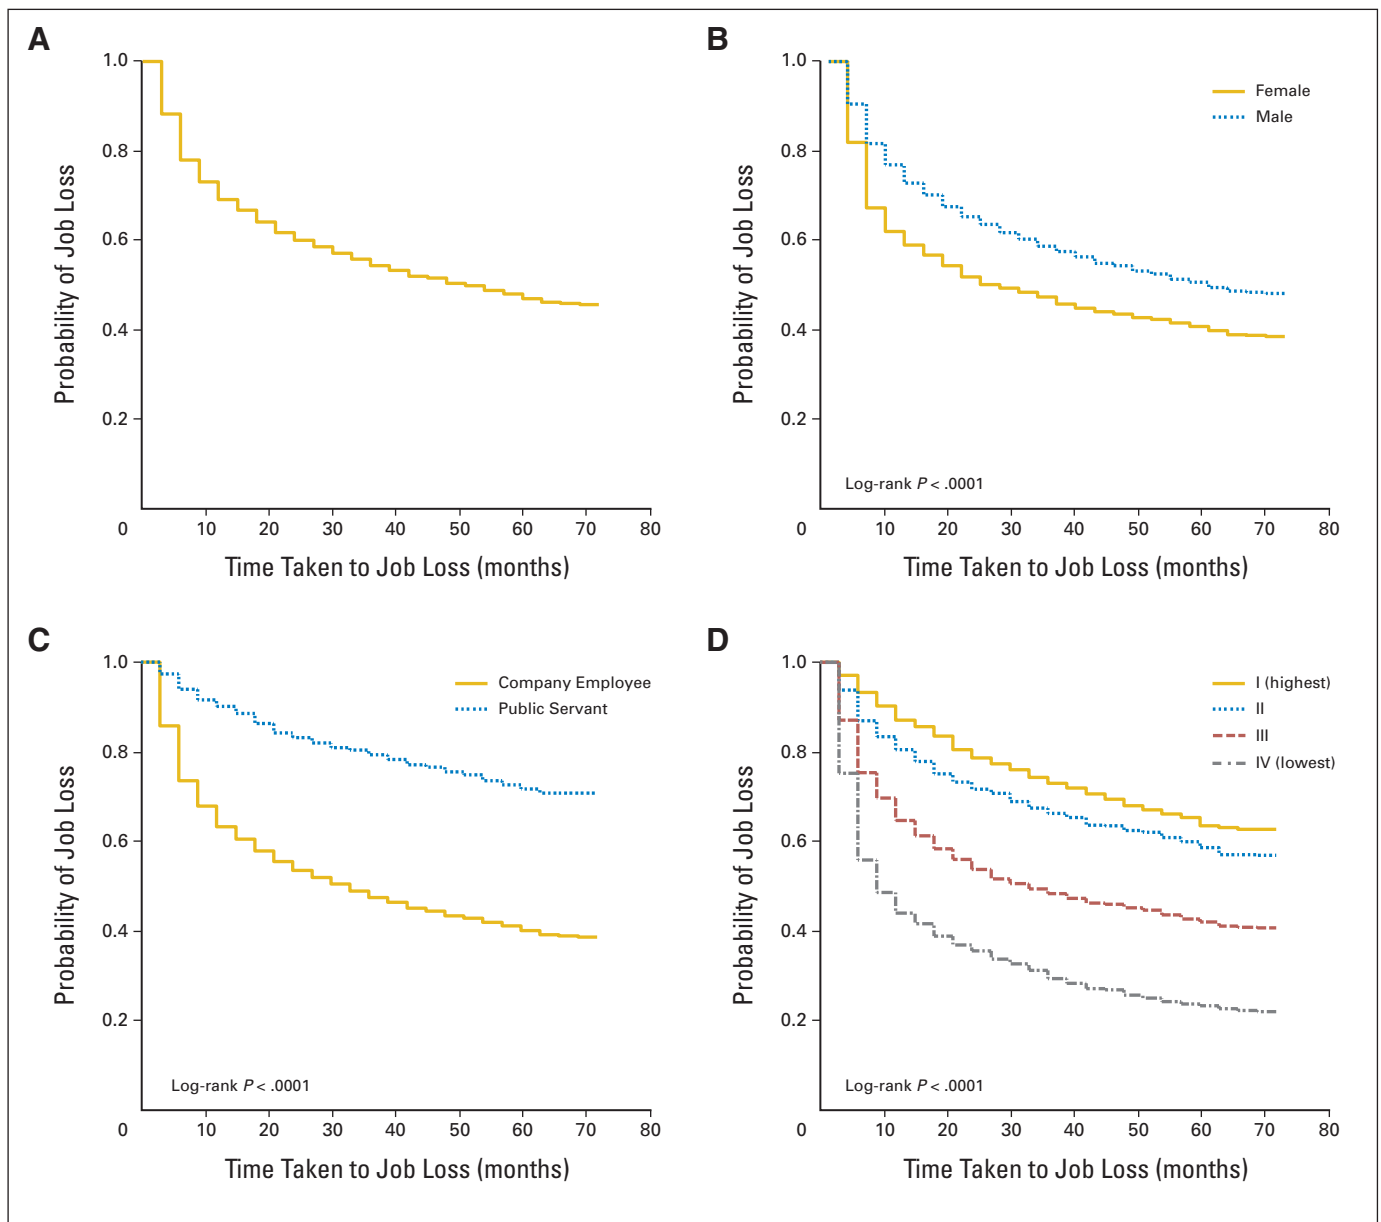 A
1.0
0.8
0.6
0.4
0.2
0
10
20
30
40
50
60
70
80
Probability of Job Loss
Time Taken to Job Loss (months)
B
1.0
0.8
0.6
0.4
0.2
0
10
20
30
40
50
60
70
80
Probability of Job Loss
Time Taken to Job Loss (months)
Female
Male
Log-rank P < .0001
C
1.0
0.8
0.6
0.4
0.2
0
10
20
30
40
50
60
70
80
Probability of Job Loss
Time Taken to Job Loss (months)
Company Employee
Public Servant
Log-rank P < .0001
D
1.0
0.8
0.6
0.4
0.2
0
10
20
30
40
50
60
70
80
Probability of Job Loss
Time Taken to Job Loss (months)
I (highest)
II
III
IV (lowest)
Log-rank P < .0001